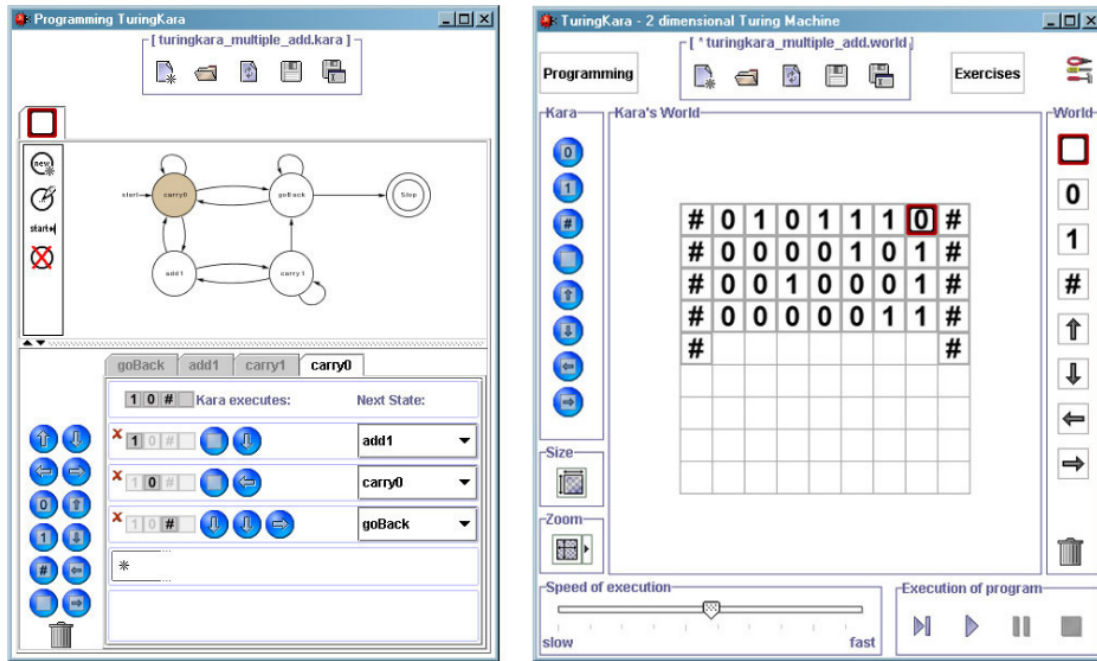 Programming TuringKara
[ turingkara_multiple_add.kara ]
new
start
start
carry0
goBack
Stop
add1
carry1
goBack add1 carry1 carry0
1 0 # Kara executes: Next State:
1 0 # add1
1 0 # carry0
1 0 # goBack
*
0
1
#
TuringKara - 2 dimensional Turing Machine
[ * turingkara_multiple_add.world ]
Programming
Exercises
Kara
Kara's World
World
0
1
#
0
1
#
# 0 1 0 1 1 1 0 #
# 0 0 0 0 1 0 1 #
# 0 0 1 0 0 0 1 #
# 0 0 0 0 0 1 1 #
# #
Size
Zoom
Speed of execution
slow fast
Execution of program